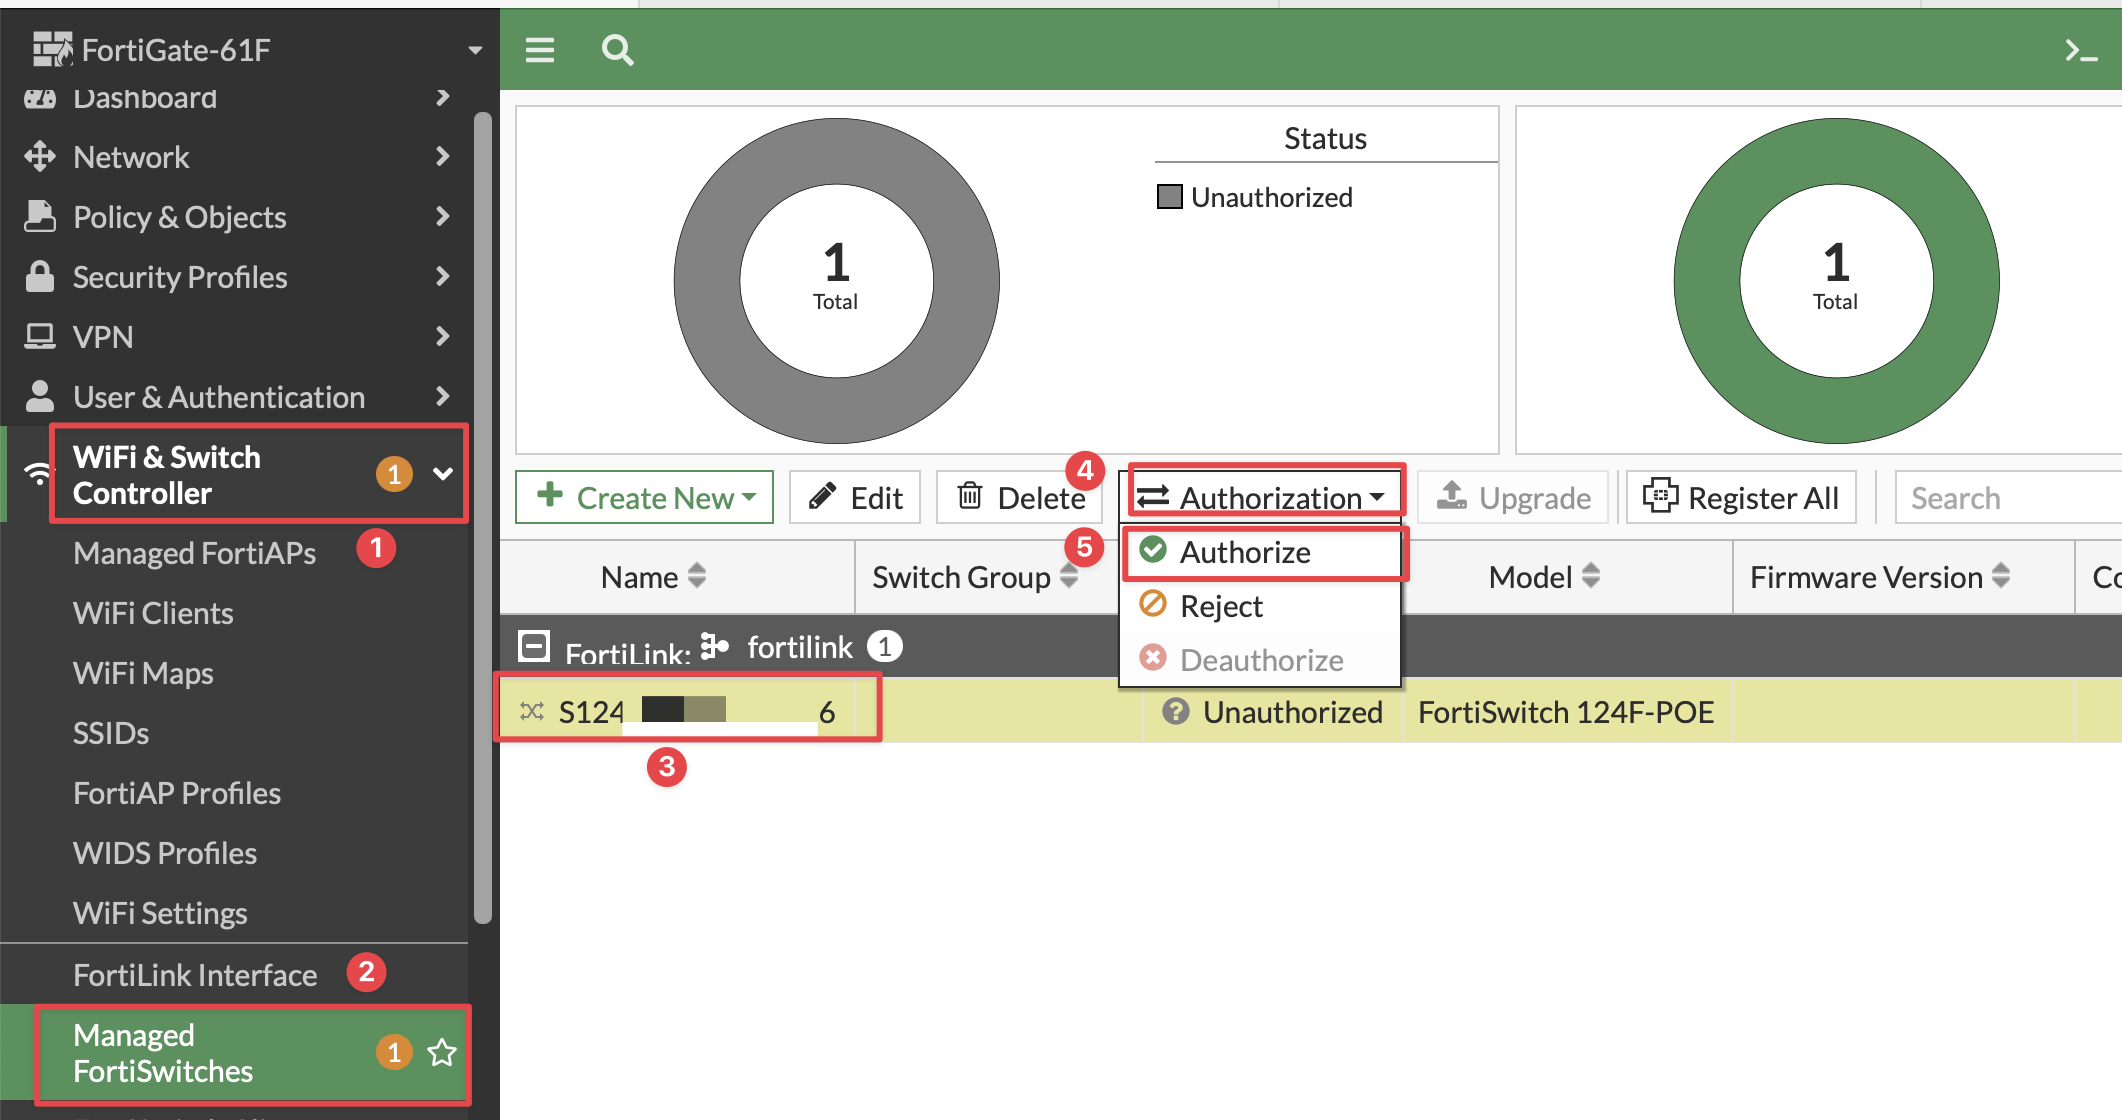 FortiGate-61F
Dashboard
Network
Policy & Objects
Security Profiles
VPN
User & Authentication
WiFi & Switch
Controller
1
1
Managed FortiAPs
WiFi Clients
WiFi Maps
SSIDs
FortiAP Profiles
WIDS Profiles
WiFi Settings
FortiLink Interface
2
Managed
FortiSwitches
1
1
Total
Status
Unauthorized
1
Total
Create New
Edit
Delete
4
Authorization
Upgrade
Register All
Search
5
Authorize
Reject
Deauthorize
Name
Switch Group
Model
Firmware Version
FortiLink: fortilink 1
S124 6 Unauthorized FortiSwitch 124F-POE
3